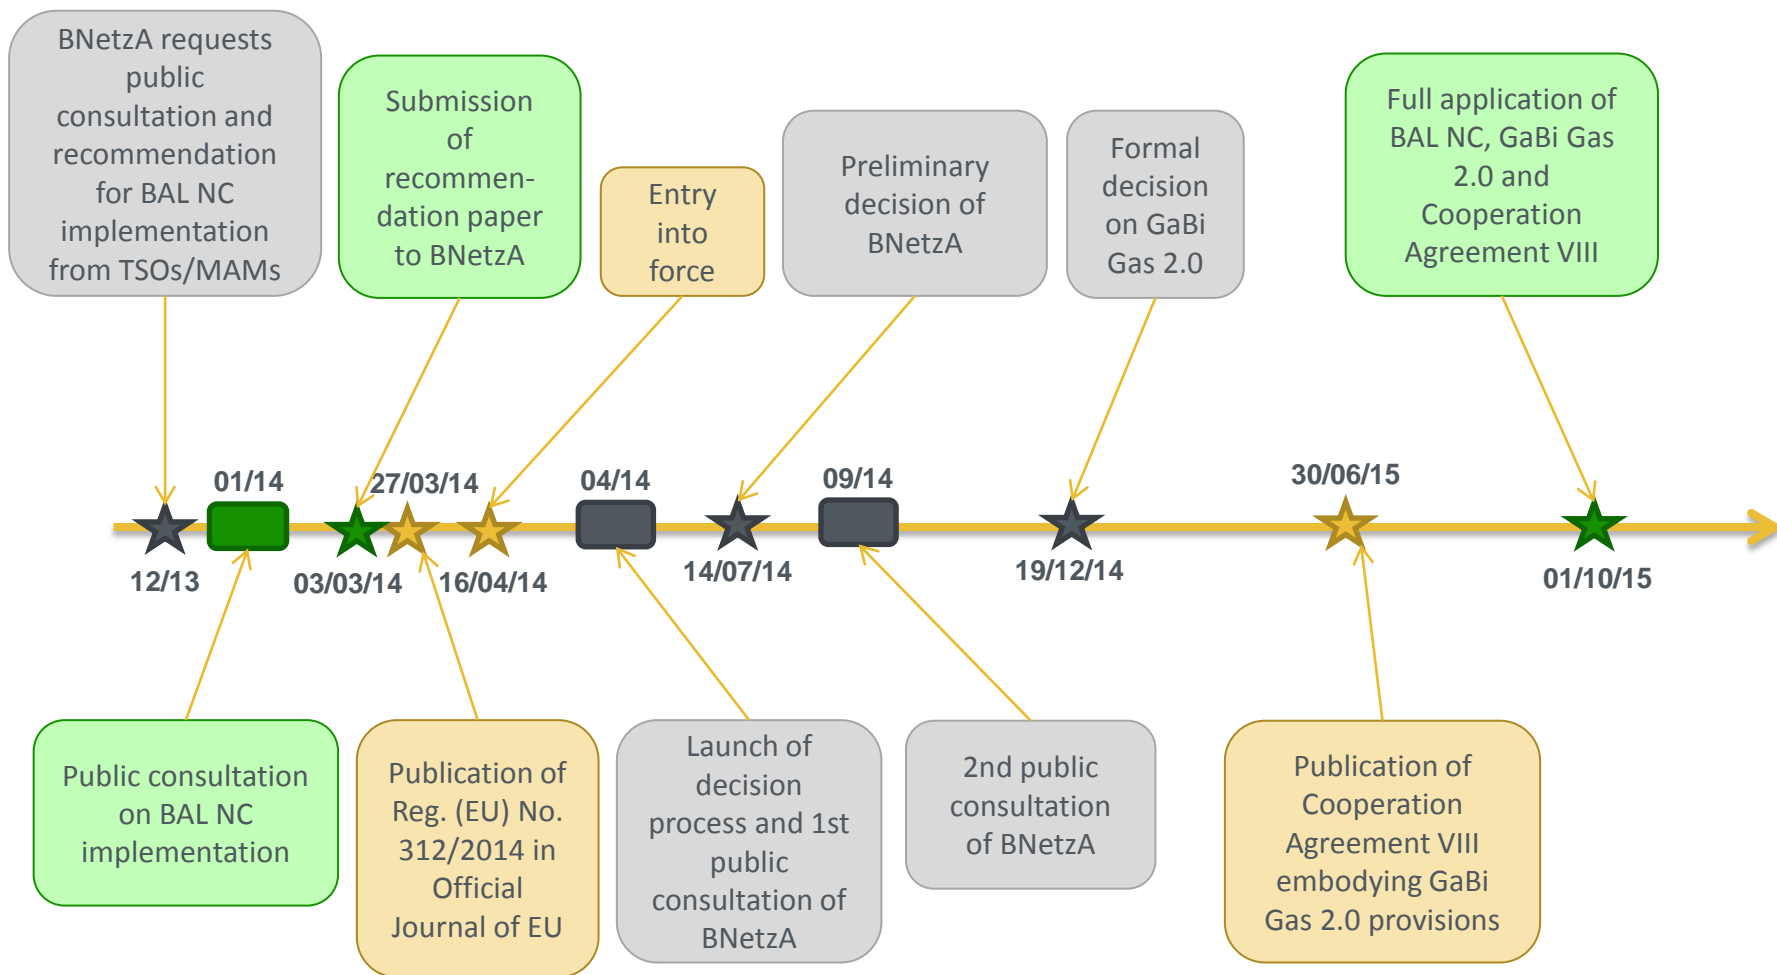 BNetzA requests
public
consultation and
recommendation
for BAL NC
implementation
from TSOs/MAMs
Submission
of
recommen-
dation paper
to BNetzA
Entry
into
force
Preliminary
decision of
BNetzA
Formal
decision
on GaBi
Gas 2.0
Full application of
BAL NC, GaBi Gas
2.0 and
Cooperation
Agreement VIII
01/14
27/03/14
04/14
09/14
30/06/15
12/13
03/03/14
16/04/14
14/07/14
19/12/14
01/10/15
Public consultation
on BAL NC
implementation
Publication of
Reg. (EU) No.
312/2014 in
Official
Journal of EU
Launch of
decision
process and 1st
public
consultation of
BNetzA
2nd public
consultation
of BNetzA
Publication of
Cooperation
Agreement VIII
embodying GaBi
Gas 2.0 provisions